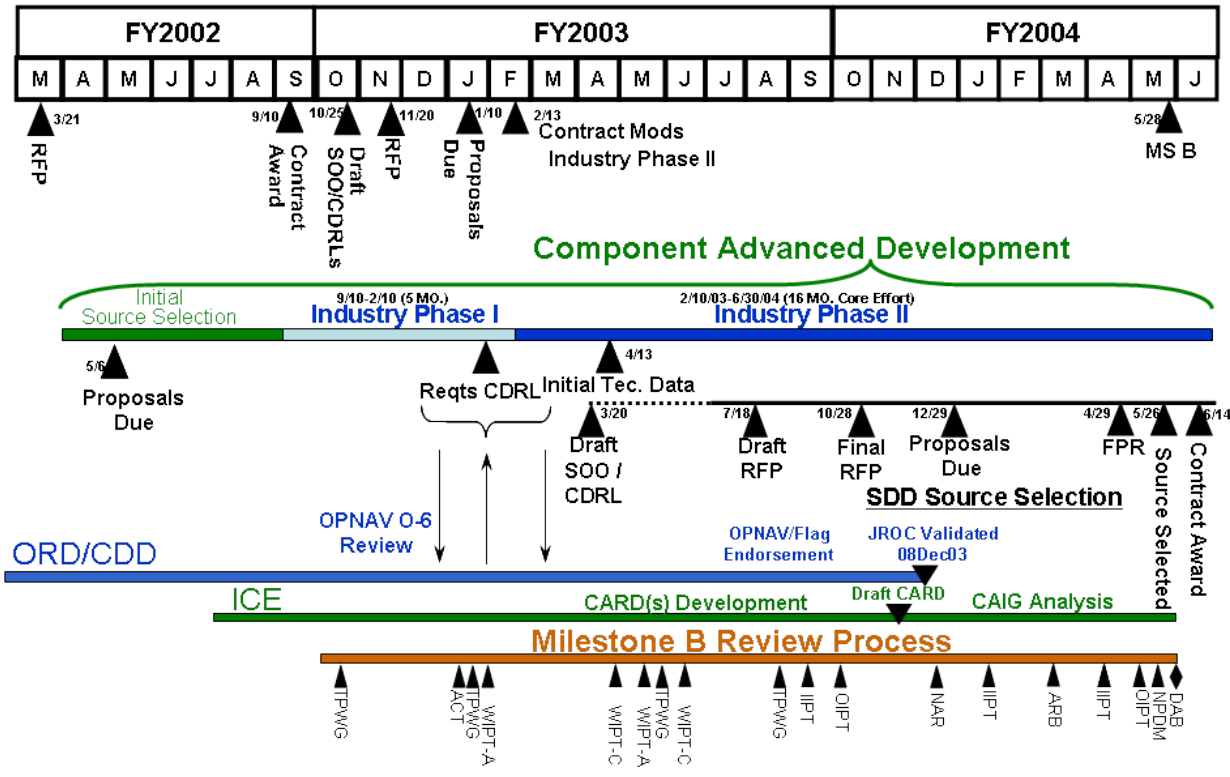 FY2002 FY2003 FY2004
M A M J J A S O N D J F M A M J J A S O N D J F M A M J
3/21 9/10 10/25 11/20 1/10 2/13 5/28
RFP
Contract
Award
Draft
SOO/CDRLs
RFP
Proposals
Due
Contract Mods
Industry Phase II
MS B
Component Advanced Development
Initial
Source Selection
9/10-2/10 (5 MO.)
Industry Phase I
2/10/03-6/30/04 (16 MO. Core Effort)
Industry Phase II
5/6
Proposals
Due
Reqts CDRL
4/13
Initial Tec. Data
3/20 7/18 10/28 12/29 4/29 5/26 6/14
Draft
SOO /
CDRL
Draft
RFP
Final
RFP
Proposals
Due
FPR
Source Selected
Contract Award
SDD Source Selection
OPNAV O-6
Review
OPNAV/Flag
Endorsement
JROC Validated
08Dec03
ORD/CDD
ICE
CARD(s) Development
Draft CARD
CAIG Analysis
Milestone B Review Process
TPWG
ACT
TPWG
WIPT-A
WIPT-C
WIPT-A
TPWG
WIPT-C
TPWG
IIPT
OIPT
NAR
IIPT
ARB
IIPT
OIPT
NPDM
DAB